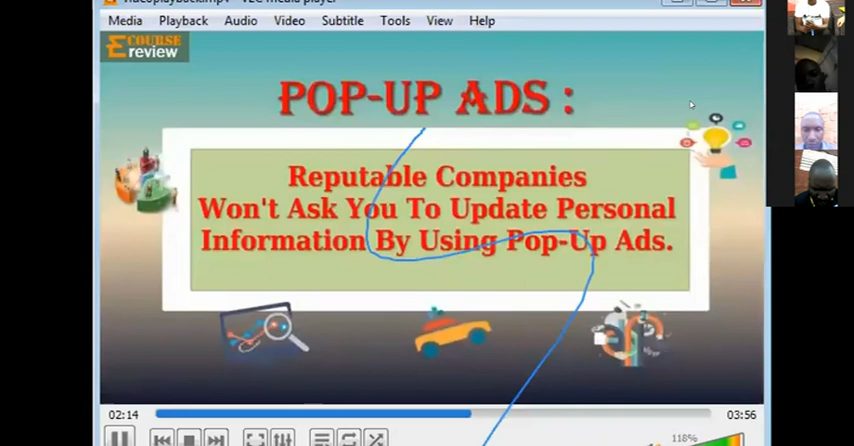 Media Playback Audio Video Subtitle Tools View Help
E COURSE
review
POP-UP ADS :
Reputable Companies
Won't Ask You To Update Personal
Information By Using Pop-Up Ads.
02:14 03:56
118%